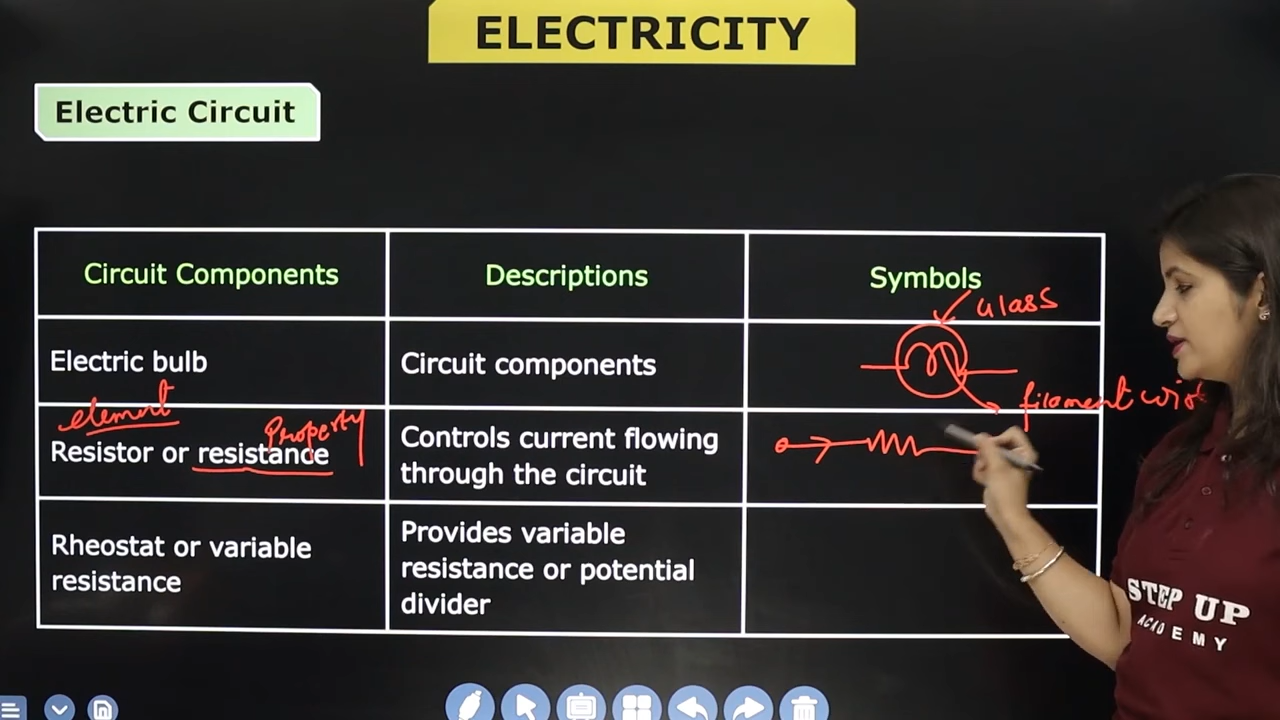 ELECTRICITY
Electric Circuit
Circuit Components
Descriptions
Symbols
Glass
Electric bulb
Circuit components
filament wire
element
Property
Resistor or resistance
Controls current flowing
through the circuit
Rheostat or variable
resistance
Provides variable
resistance or potential
divider
STEP UP
ACADEMY